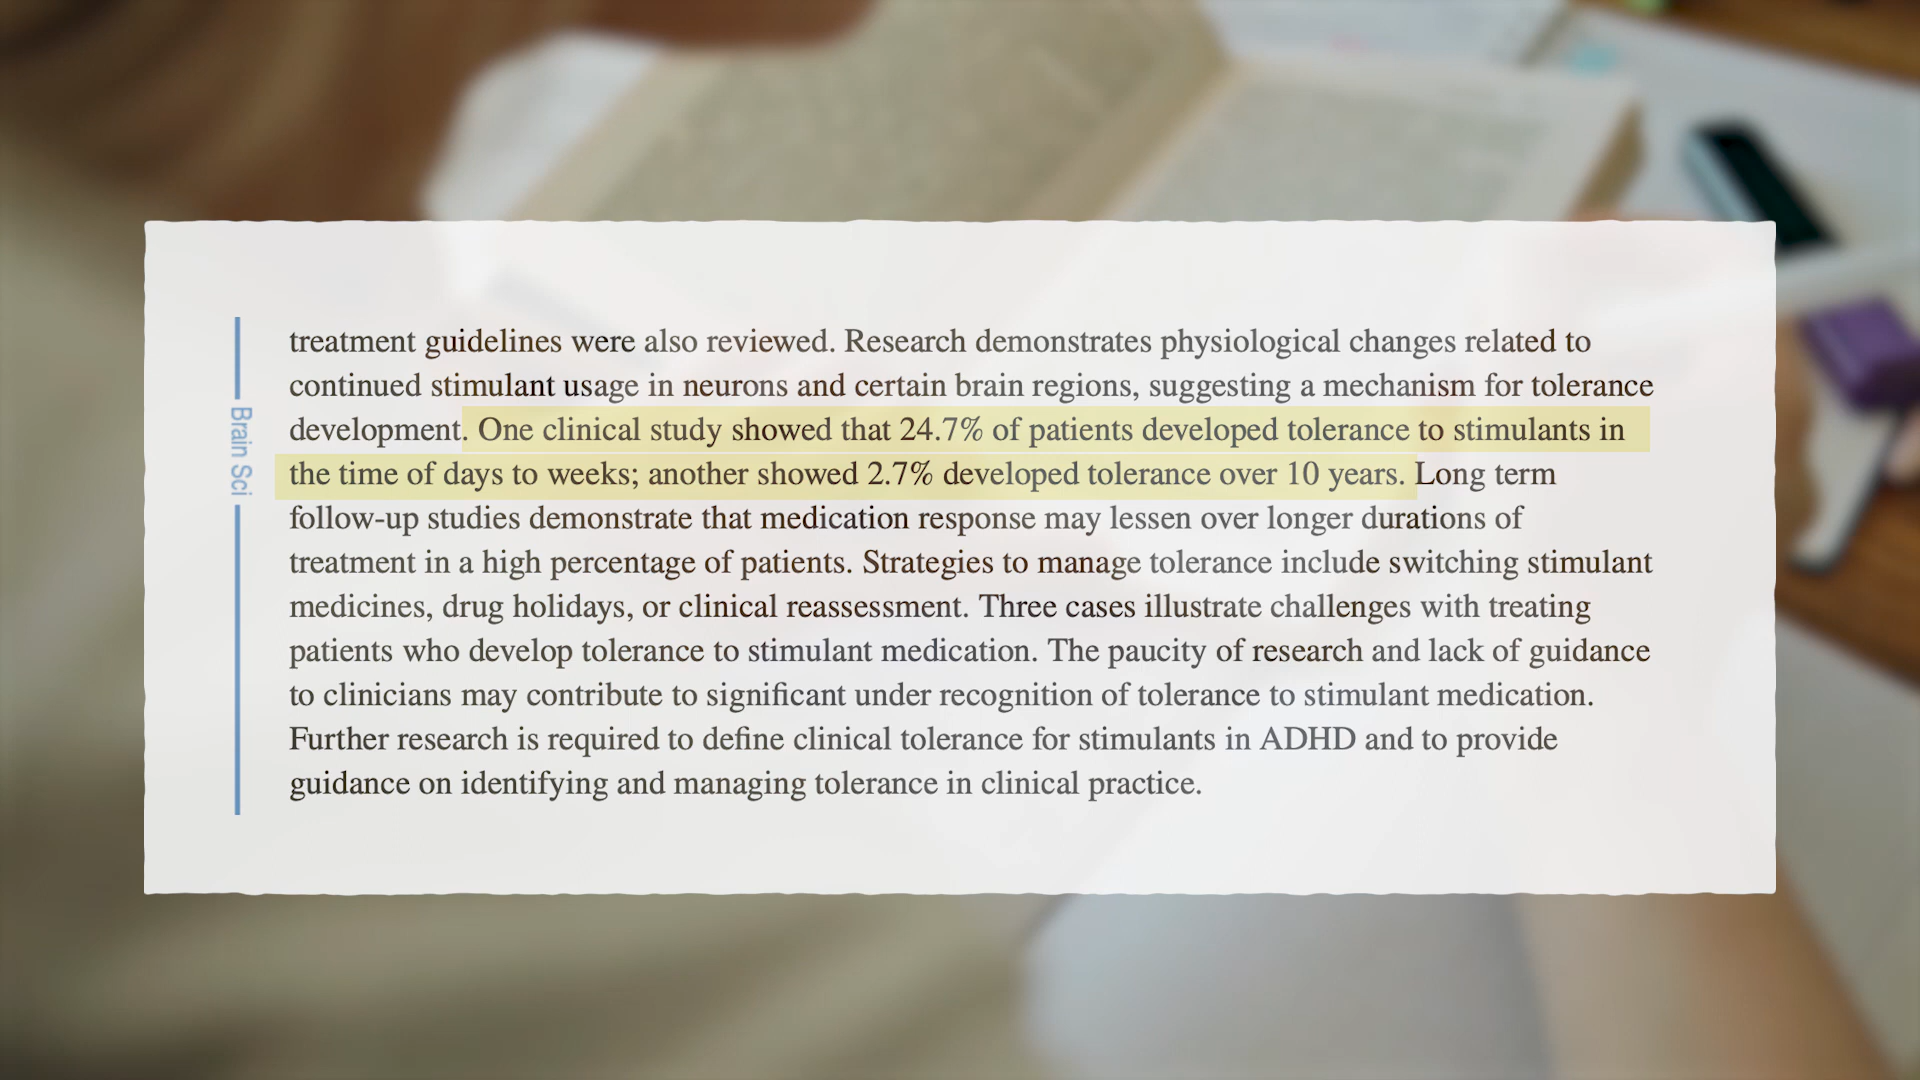 treatment guidelines were also reviewed. Research demonstrates physiological changes related to
continued stimulant usage in neurons and certain brain regions, suggesting a mechanism for tolerance
development. One clinical study showed that 24.7% of patients developed tolerance to stimulants in
the time of days to weeks; another showed 2.7% developed tolerance over 10 years. Long term
follow-up studies demonstrate that medication response may lessen over longer durations of
treatment in a high percentage of patients. Strategies to manage tolerance include switching stimulant
medicines, drug holidays, or clinical reassessment. Three cases illustrate challenges with treating
patients who develop tolerance to stimulant medication. The paucity of research and lack of guidance
to clinicians may contribute to significant under recognition of tolerance to stimulant medication.
Further research is required to define clinical tolerance for stimulants in ADHD and to provide
guidance on identifying and managing tolerance in clinical practice.
Brain Sci